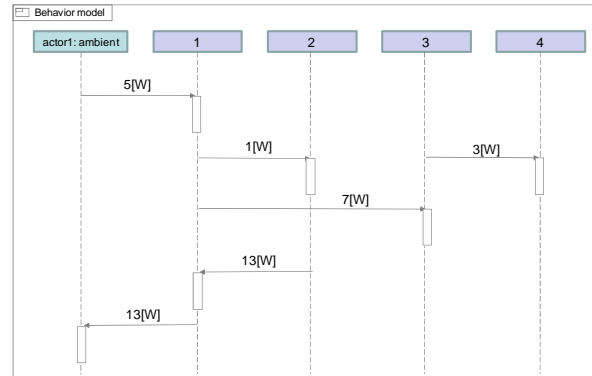 Behavior model
actor1: ambient
1
2
3
4
5[W]
1[W]
3[W]
7[W]
13[W]
13[W]